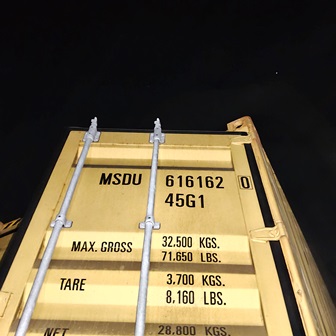 MSDU 616162 0
45G1
MAX. GROSS 32.500 KGS.
71.650 LBS.
TARE 3.700 KGS.
8.160 LBS.
NET 28.800 KGS.